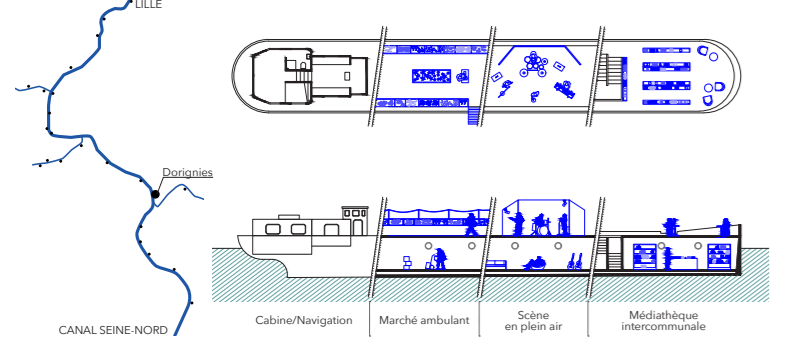 LILLE
Dorignies
CANAL SEINE-NORD
Cabine/Navigation
Marché ambulant
Scène
en plein air
Médiathèque
intercommunale